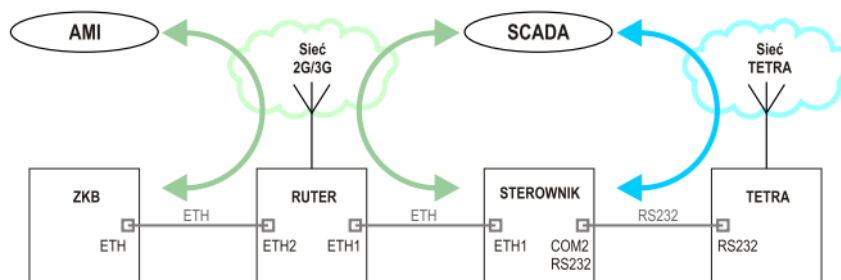 AMI
SCADA
Sieć
2G/3G
Sieć
TETRA
ZKB
RUTER
STEROWNIK
TETRA
ETH
ETH
RS232
ETH
ETH2
ETH1
ETH1
COM2
RS232
RS232